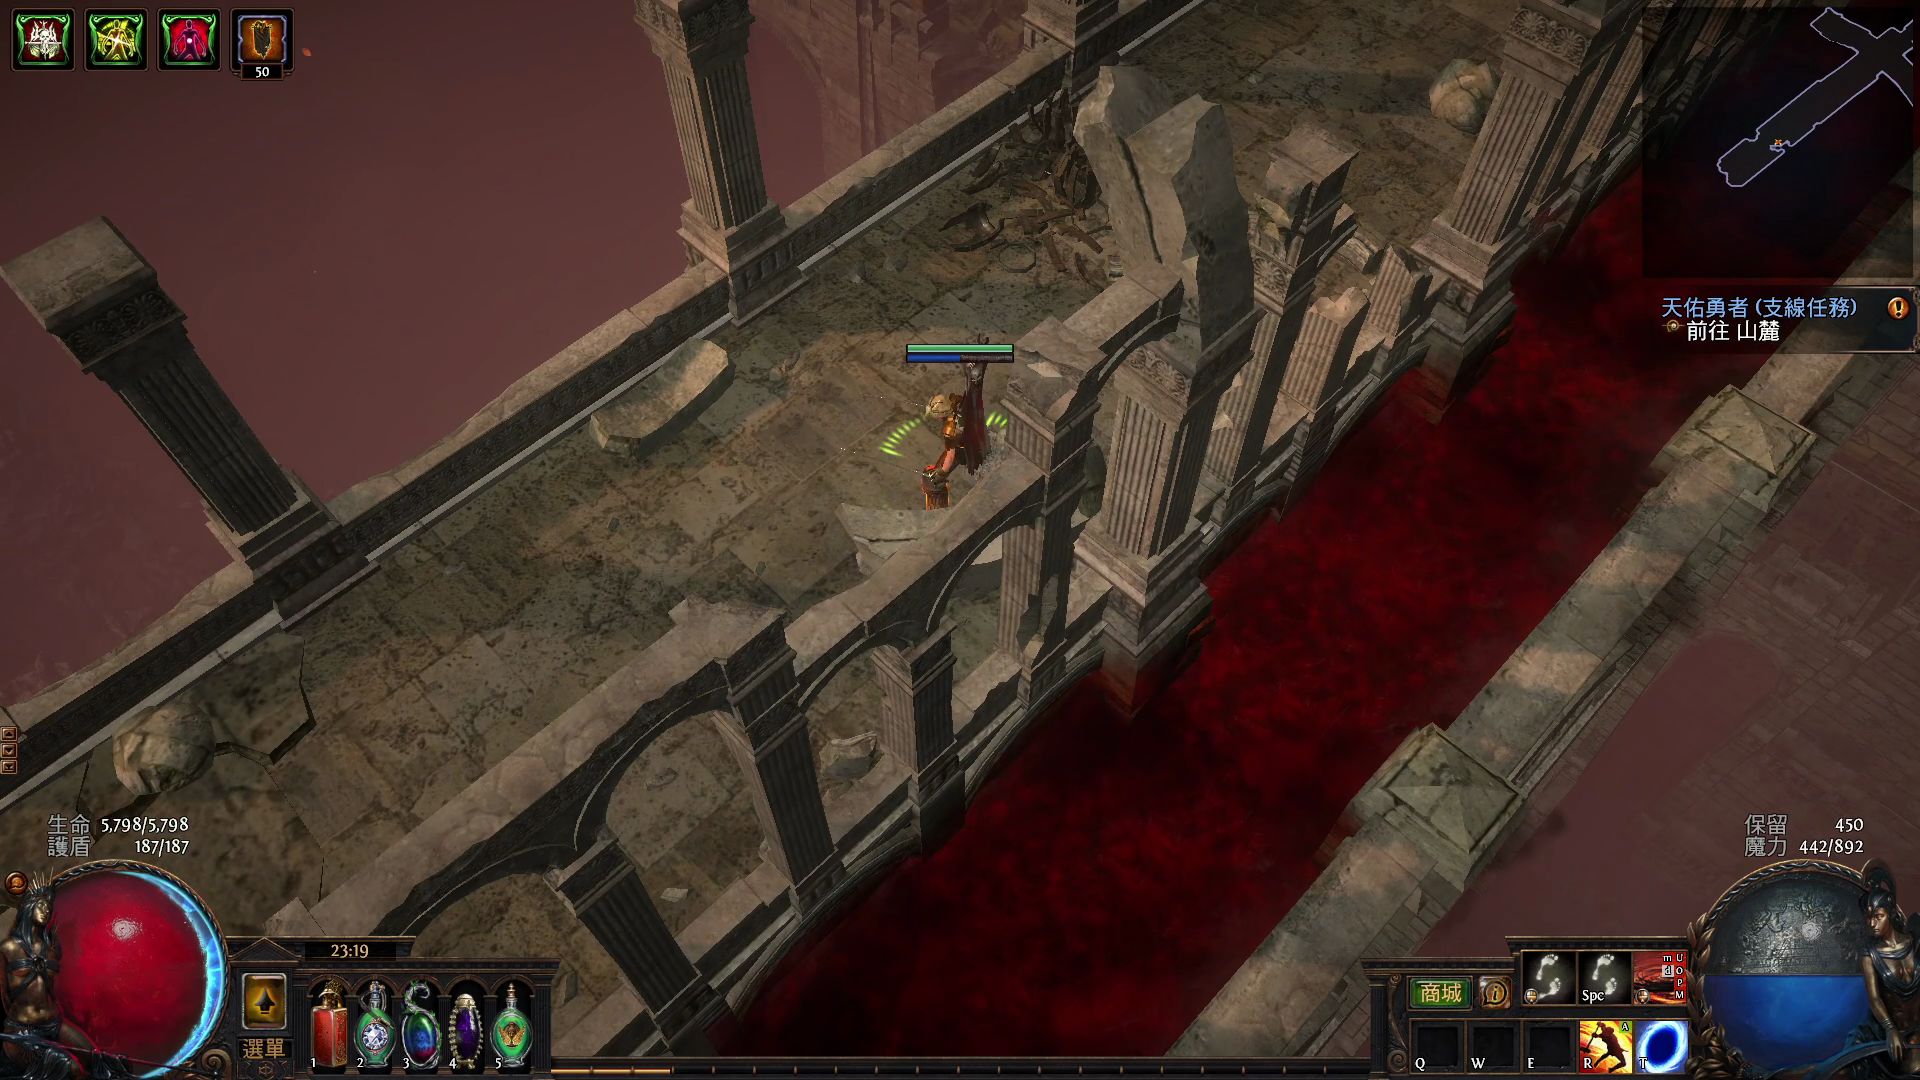 50
天佑勇者 (支線任務)
前往 山麓
生命 5,798/5,798
護盾 187/187
保留 450
魔力 442/892
23:19
選單
1 2 3 4 5
商城
Spc
m U
d O
P
M
Q W E R T
A